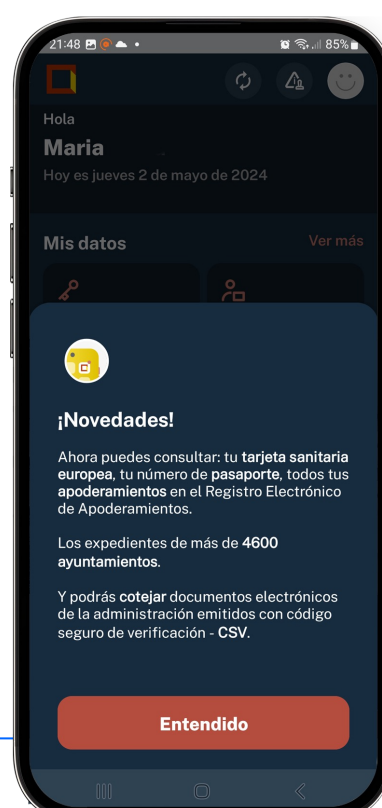 21:48
85%
Hola
Maria
Hoy es jueves 2 de mayo de 2024
Mis datos
Ver más
¡Novedades!
Ahora puedes consultar: tu tarjeta sanitaria
europea, tu número de pasaporte, todos tus
apoderamientos en el Registro Electrónico
de Apoderamientos.
Los expedientes de más de 4600
ayuntamientos.
Y podrás cotejar documentos electrónicos
de la administración emitidos con código
seguro de verificación - CSV.
Entendido